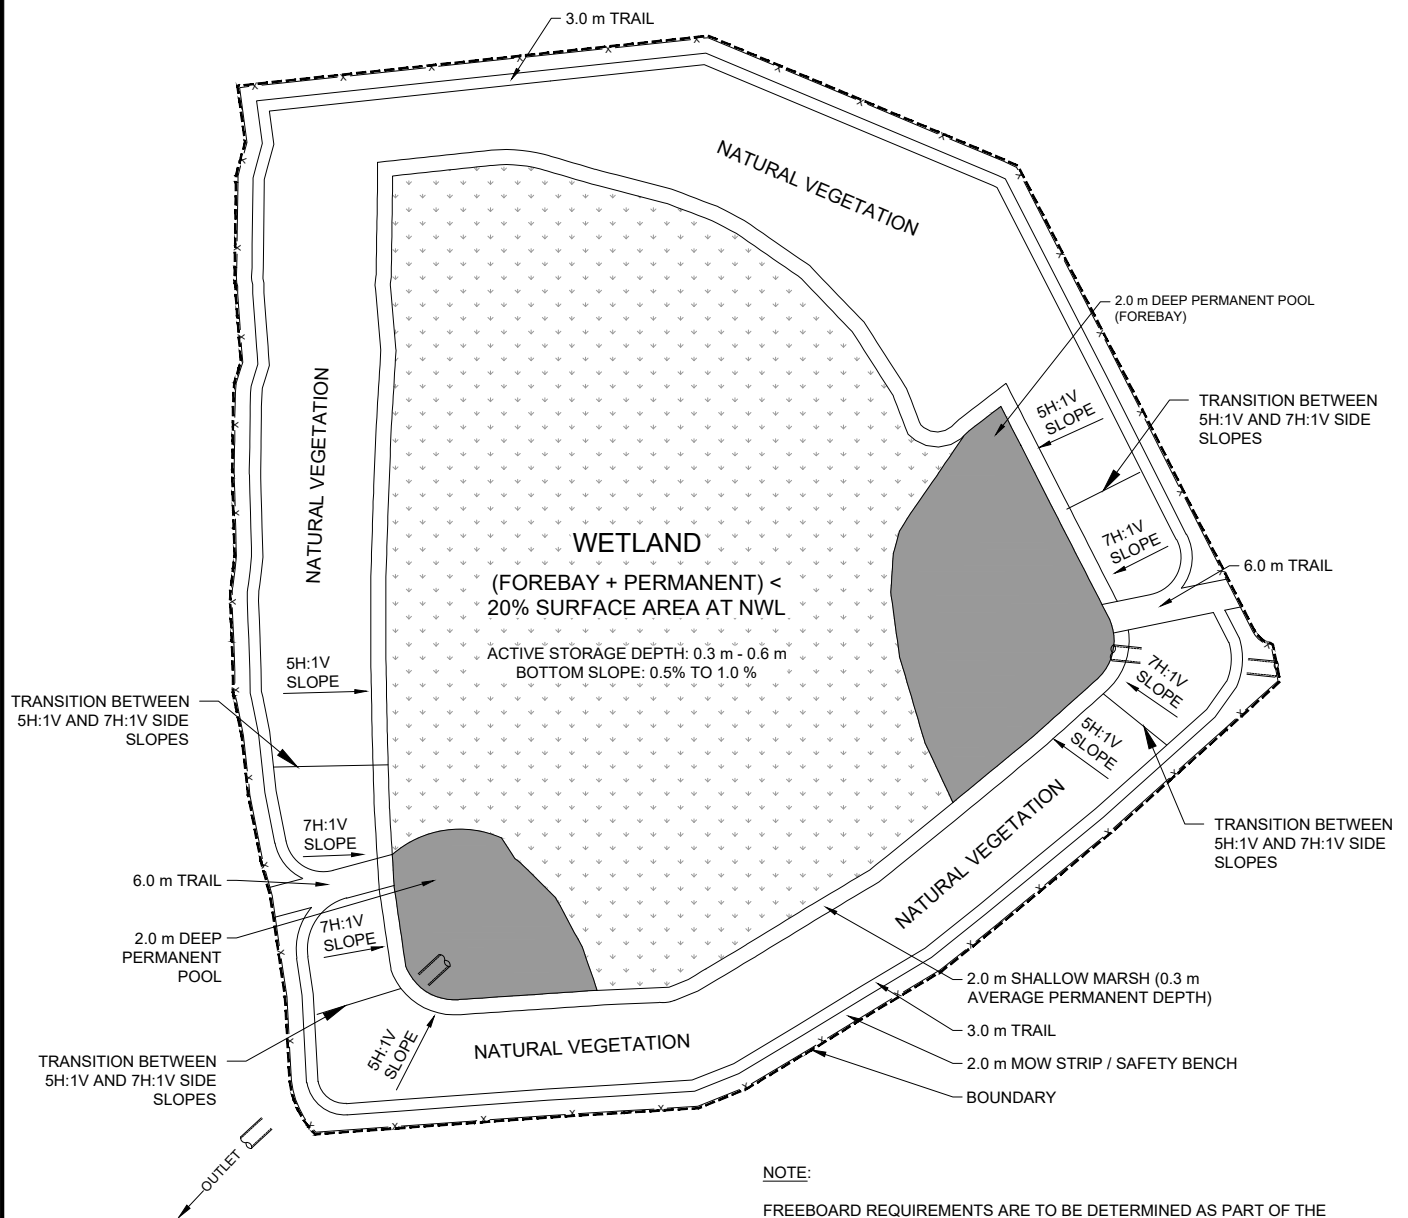 3.0 m TRAIL
NATURAL VEGETATION
2.0 m DEEP PERMANENT POOL
(FOREBAY)
5H:1V
SLOPE
TRANSITION BETWEEN
5H:1V AND 7H:1V SIDE
SLOPES
NATURAL VEGETATION
7H:1V
SLOPE
WETLAND
(FOREBAY + PERMANENT) <
20% SURFACE AREA AT NWL
6.0 m TRAIL
ACTIVE STORAGE DEPTH: 0.3 m - 0.6 m
BOTTOM SLOPE: 0.5% TO 1.0 %
5H:1V
SLOPE
7H:1V
SLOPE
TRANSITION BETWEEN
5H:1V AND 7H:1V SIDE
SLOPES
5H:1V
SLOPE
7H:1V
SLOPE
NATURAL VEGETATION
TRANSITION BETWEEN
5H:1V AND 7H:1V SIDE
SLOPES
6.0 m TRAIL
7H:1V
SLOPE
2.0 m DEEP
PERMANENT
POOL
2.0 m SHALLOW MARSH (0.3 m
AVERAGE PERMANENT DEPTH)
3.0 m TRAIL
5H:1V
SLOPE
NATURAL VEGETATION
TRANSITION BETWEEN
5H:1V AND 7H:1V SIDE
SLOPES
2.0 m MOW STRIP / SAFETY BENCH
BOUNDARY
OUTLET
NOTE:
FREEBOARD REQUIREMENTS ARE TO BE DETERMINED AS PART OF THE